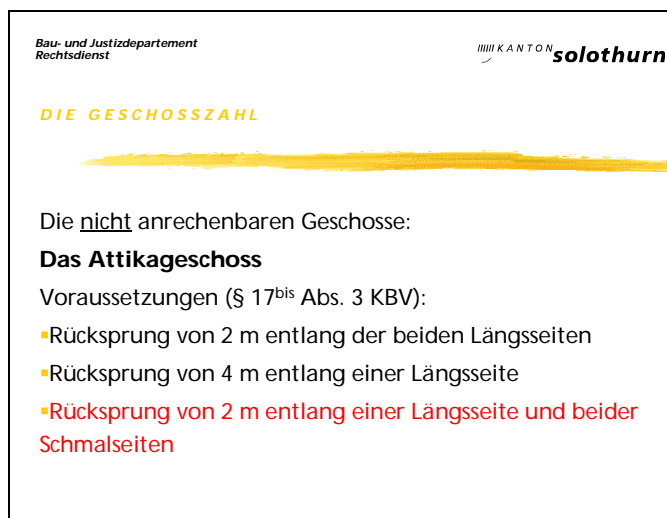 Bau- und Justizdepartement
Rechtsdienst
KANTON solothurn
DIE GESCHOSSZAHL
Die nicht anrechenbaren Geschosse:
Das Attikageschoss
Voraussetzungen (§ 17bis Abs. 3 KBV):
▪Rücksprung von 2 m entlang der beiden Längsseiten
▪Rücksprung von 4 m entlang einer Längsseite
▪Rücksprung von 2 m entlang einer Längsseite und beider
Schmalseiten